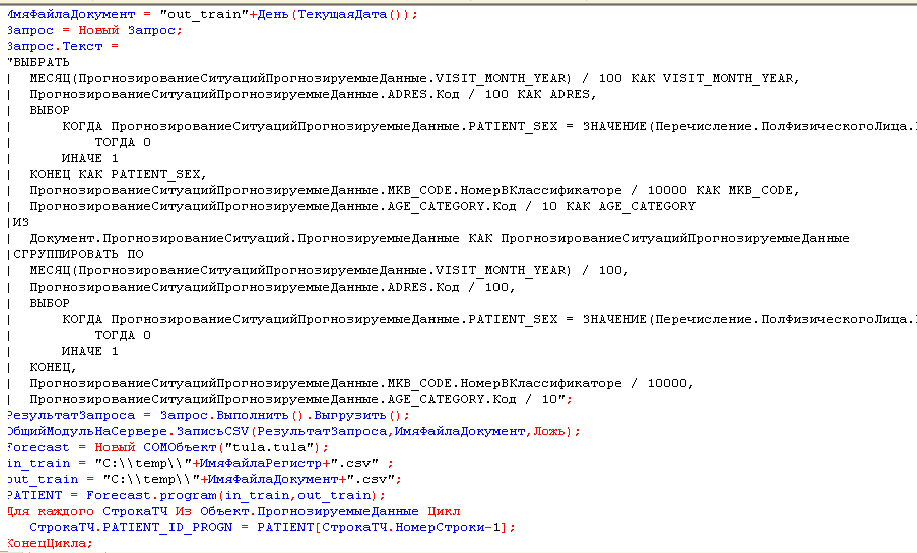 ИмяФайлаДокумент = "out_train"+День(ТекущаяДата());
Запрос = Новый Запрос;
Запрос.Текст =
"ВЫБРАТЬ
| МЕСЯЦ(ПрогнозированиеСитуацийПрогнозируемыеДанные.VISIT_MONTH_YEAR) / 100 КАК VISIT_MONTH_YEAR,
| ПрогнозированиеСитуацийПрогнозируемыеДанные.ADRES.Код / 100 КАК ADRES,
| ВЫБОР
| КОГДА ПрогнозированиеСитуацийПрогнозируемыеДанные.PATIENT_SEX = ЗНАЧЕНИЕ(Перечисление.ПолФизическогоЛица.
| ТОГДА 0
| ИНАЧЕ 1
| КОНЕЦ КАК PATIENT_SEX,
| ПрогнозированиеСитуацийПрогнозируемыеДанные.MKB_CODE.НомерВКлассификаторе / 10000 КАК MKB_CODE,
| ПрогнозированиеСитуацийПрогнозируемыеДанные.AGE_CATEGORY.Код / 10 КАК AGE_CATEGORY
|ИЗ
| Документ.ПрогнозированиеСитуаций.ПрогнозируемыеДанные КАК ПрогнозированиеСитуацийПрогнозируемыеДанные
|СГРУППИРОВАТЬ ПО
| МЕСЯЦ(ПрогнозированиеСитуацийПрогнозируемыеДанные.VISIT_MONTH_YEAR) / 100,
| ПрогнозированиеСитуацийПрогнозируемыеДанные.ADRES.Код / 100,
| ВЫБОР
| КОГДА ПрогнозированиеСитуацийПрогнозируемыеДанные.PATIENT_SEX = ЗНАЧЕНИЕ(Перечисление.ПолФизическогоЛица.
| ТОГДА 0
| ИНАЧЕ 1
| КОНЕЦ,
| ПрогнозированиеСитуацийПрогнозируемыеДанные.MKB_CODE.НомерВКлассификаторе / 10000,
| ПрогнозированиеСитуацийПрогнозируемыеДанные.AGE_CATEGORY.Код / 10";
РезультатЗапроса = Запрос.Выполнить().Выгрузить();
ОбщийМодульНаСервере.ЗаписьCSV(РезультатЗапроса,ИмяФайлаДокумент,Ложь);
Forecast = Новый COMОбъект("tula.tula");
in_train = "C:\\temp\\"+ИмяФайлаРегистр+".csv" ;
out_train = "C:\\temp\\"+ИмяФайлаДокумент+".csv";
PATIENT = Forecast.program(in_train,out_train);
Для каждого СтрокаТЧ Из Объект.ПрогнозируемыеДанные Цикл
СтрокаТЧ.PATIENT_ID_PROGN = PATIENT[СтрокаТЧ.НомерСтроки-1];
КонецЦикла;